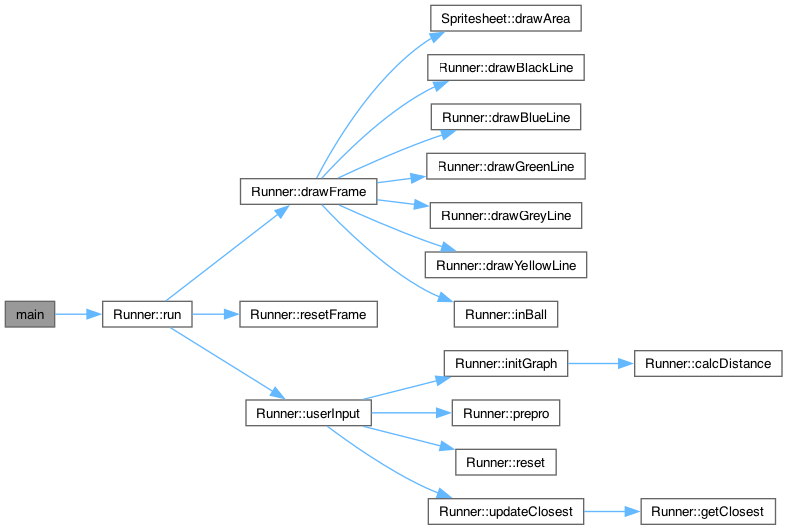 Spritesheet::drawArea
Runner::drawBlackLine
Runner::drawBlueLine
Runner::drawGreenLine
Runner::drawFrame
Runner::drawGreyLine
Runner::drawYellowLine
main
Runner::run
Runner::resetFrame
Runner::inBall
Runner::initGraph
Runner::calcDistance
Runner::userInput
Runner::prepro
Runner::reset
Runner::updateClosest
Runner::getClosest